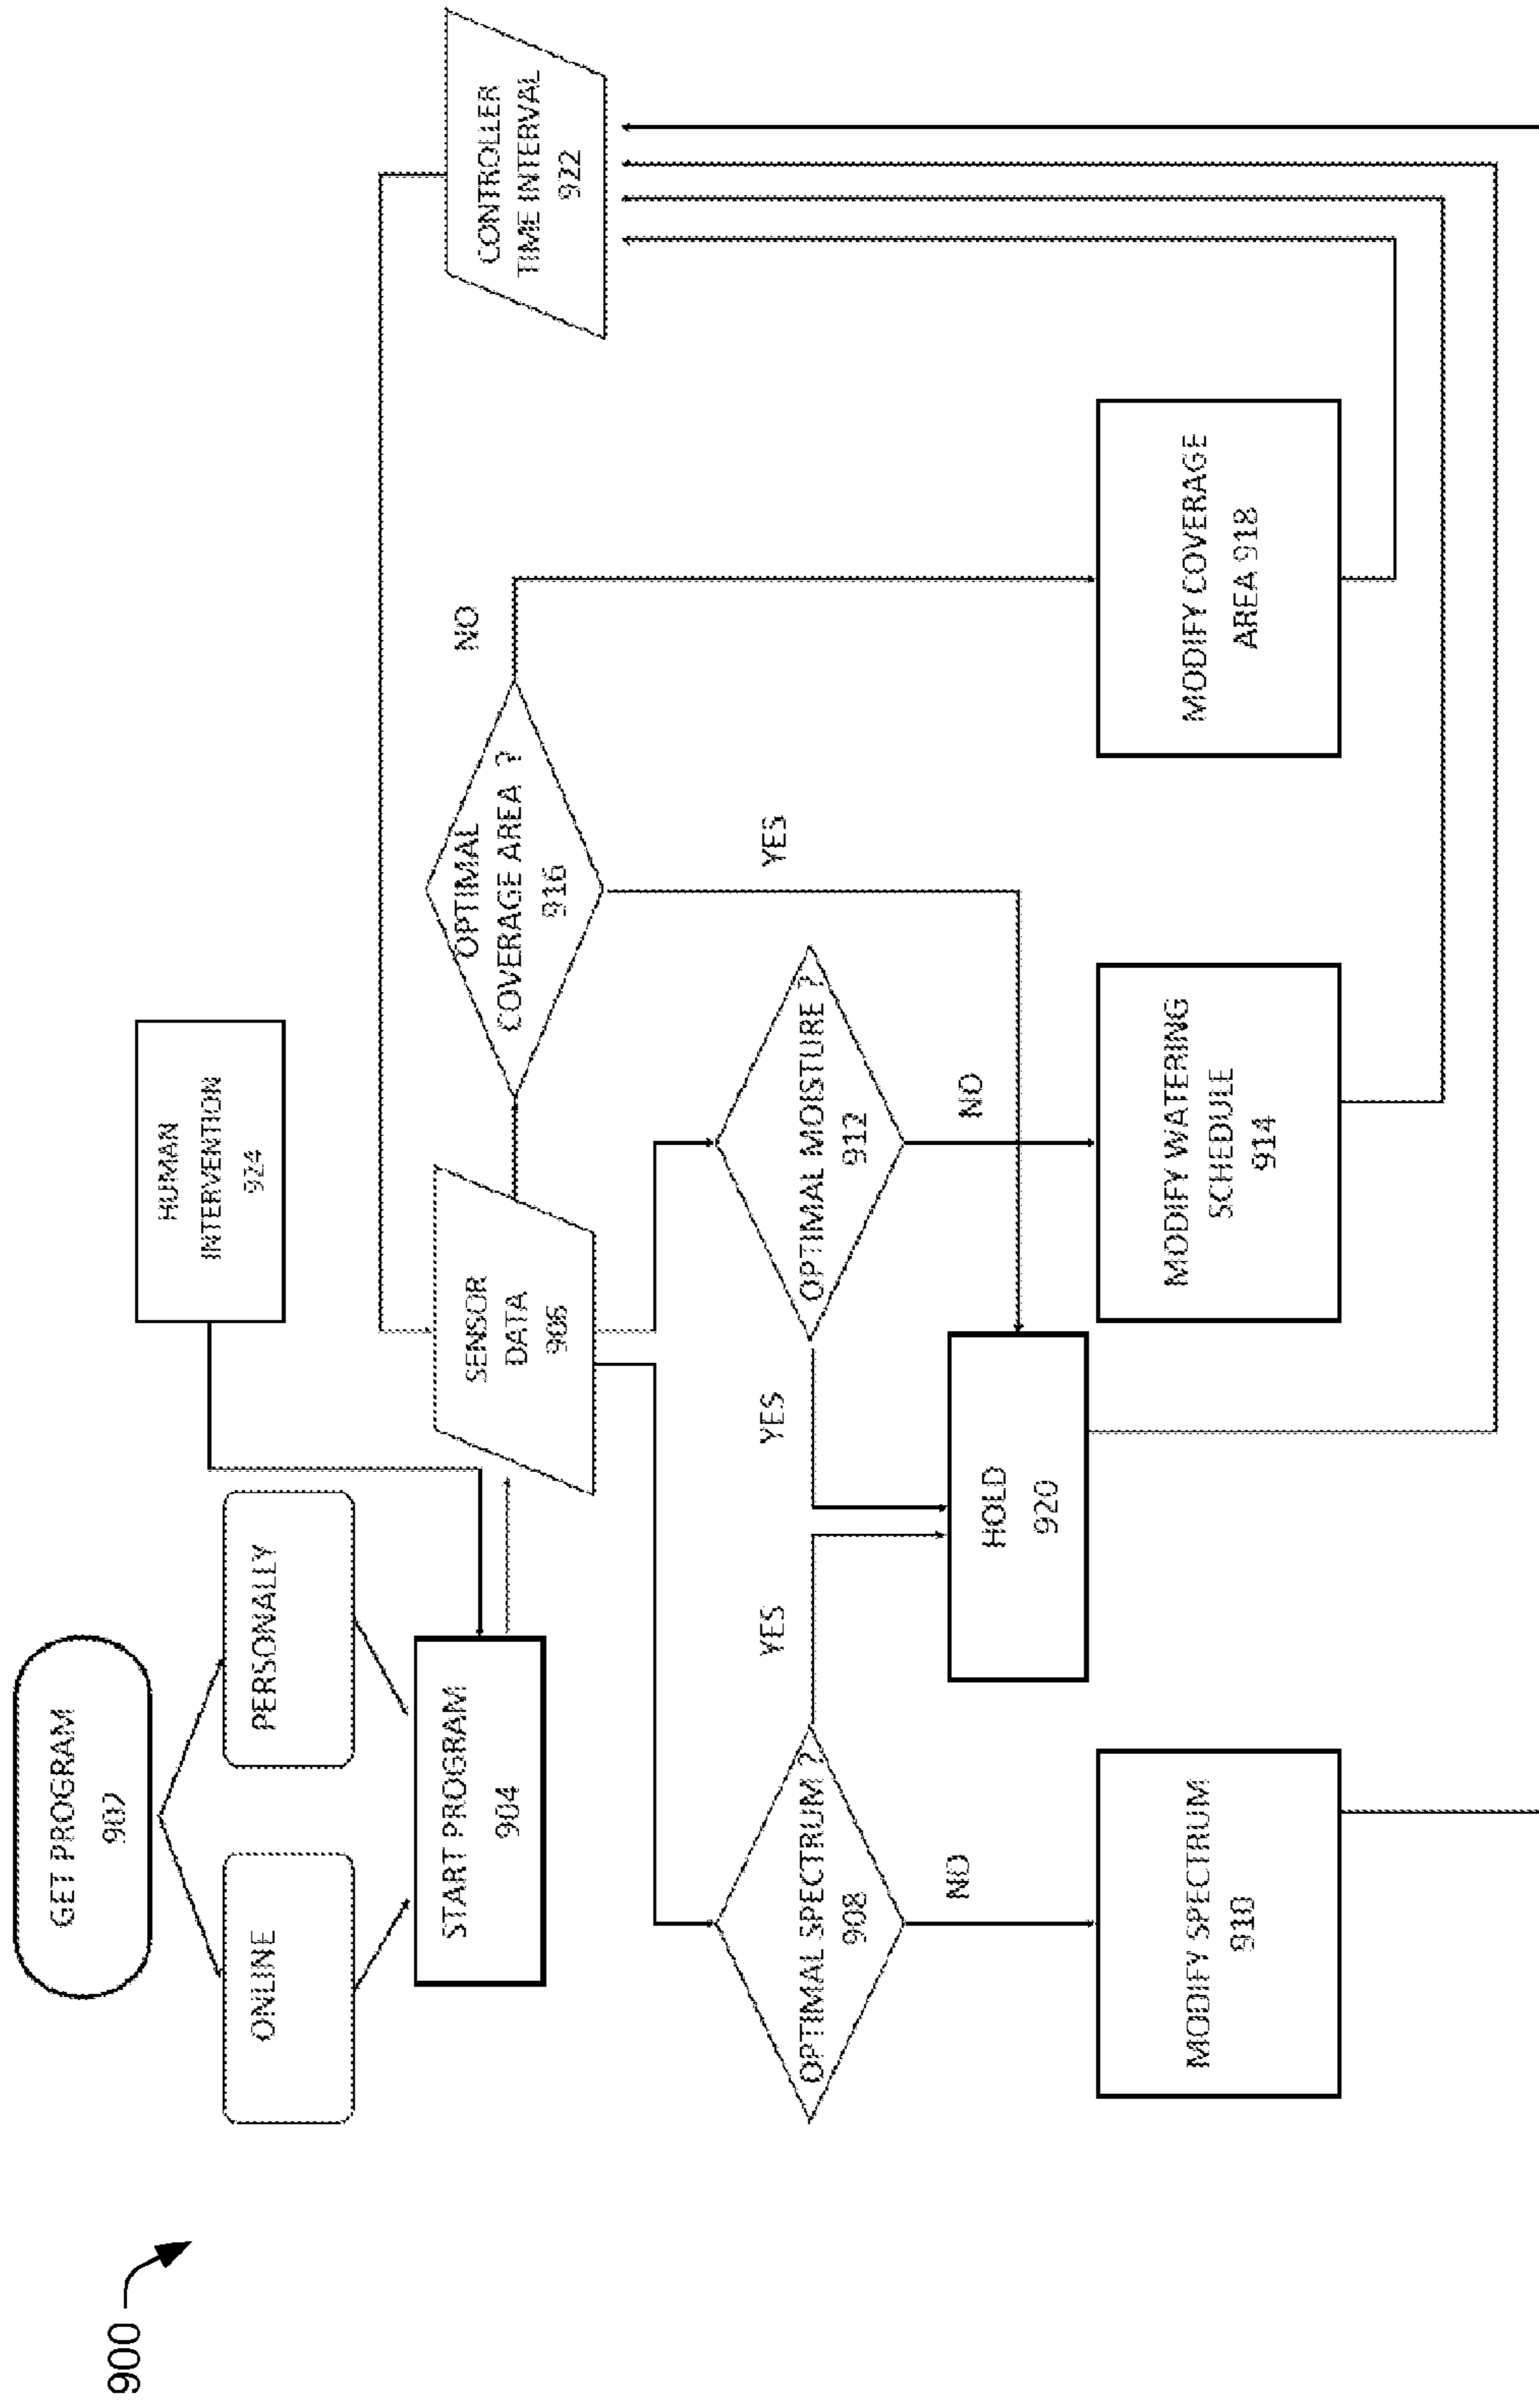 900
GET PROGRAM
902
ONLINE
PERSONALLY
START PROGRAM
904
HUMAN
INTERVENTION
924
SENSOR
DATA
906
CONTROLLER
TIME INTERVAL
922
OPTIMAL
COVERAGE AREA ?
916
NO
YES
OPTIMAL SPECTRUM ?
908
YES
NO
OPTIMAL MOISTURE ?
912
YES
NO
HOLD
920
MODIFY SPECTRUM
910
MODIFY WATERING
SCHEDULE
914
MODIFY COVERAGE
AREA 918